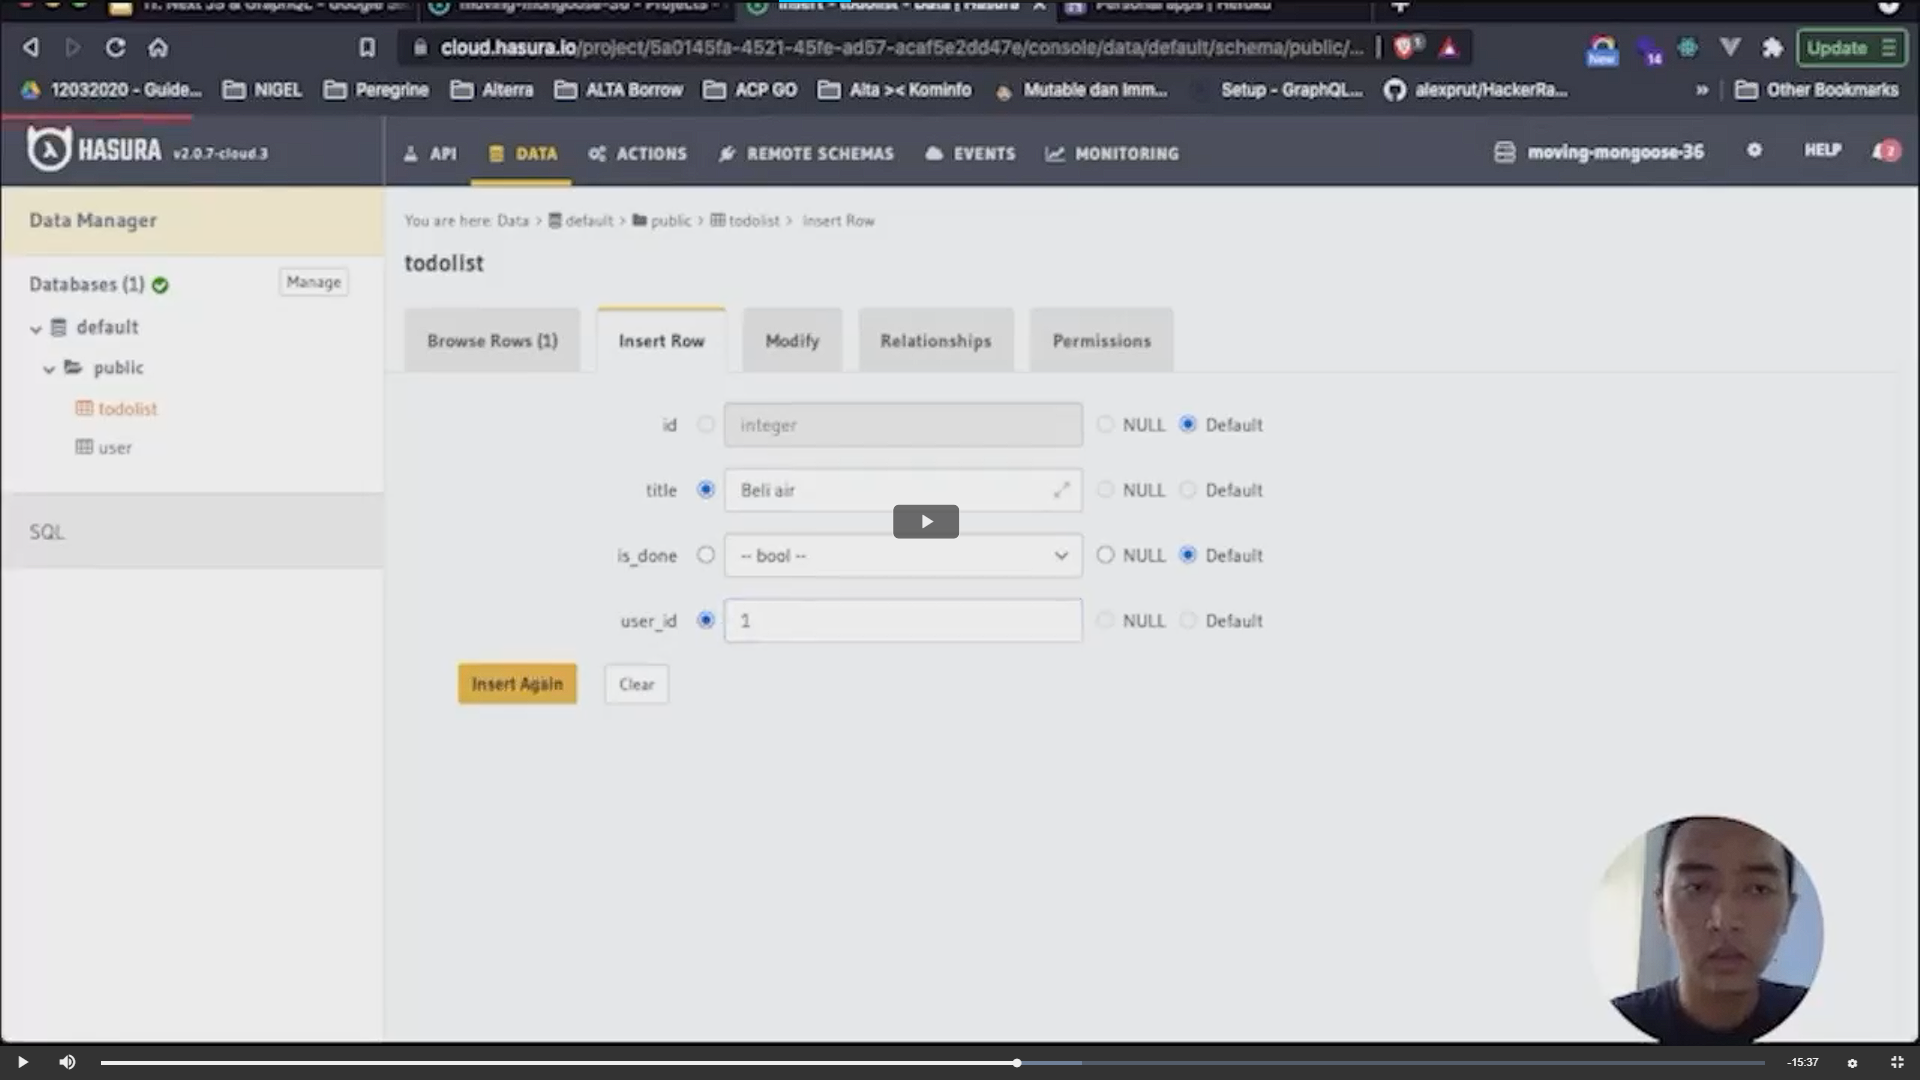 moving-mongoose-36 - Projects -
Insert - todolist - Data | Hasura
Personal apps | Heroku
cloud.hasura.io/project/5a0145fa-4521-45fe-ad57-acaf5e2dd47e/console/data/default/schema/public/...
New
14
Update
12032020 - Guide...
NIGEL
Peregrine
Alterra
ALTA Borrow
ACP GO
Alta >< Kominfo
Mutable dan Imm...
Setup - GraphQL...
alexprut/HackerRa...
»
Other Bookmarks
HASURA v2.0.7-cloud.3
API
DATA
ACTIONS
REMOTE SCHEMAS
EVENTS
MONITORING
moving-mongoose-36
HELP
2
Data Manager
Databases (1)
Manage
default
public
todolist
user
SQL
You are here: Data > default > public > todolist > Insert Row
todolist
Browse Rows (1)
Insert Row
Modify
Relationships
Permissions
id integer NULL Default
title Beli air NULL Default
is_done -- bool -- NULL Default
user_id 1 NULL Default
Insert Again
Clear
-15:37